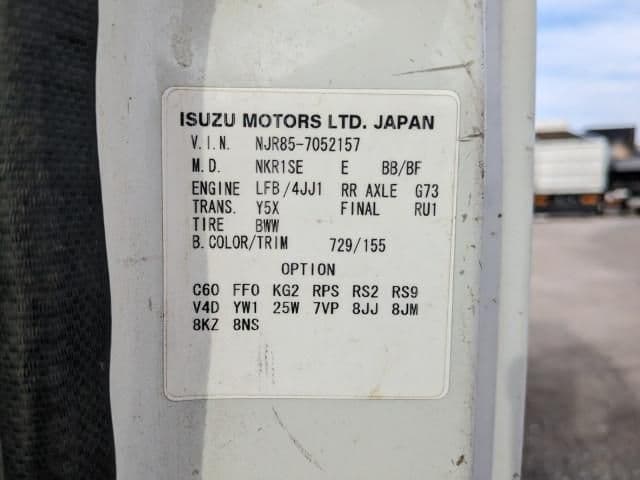 ISUZU MOTORS LTD. JAPAN
V.I.N. NJR85-7052157
M.D. NKR1SE E BB/BF
ENGINE LFB/4JJ1 RR AXLE G73
TRANS. Y5X FINAL RU1
TIRE BWW
B.COLOR/TRIM 729/155
OPTION
C60 FF0 KG2 RPS RS2 RS9
V4D YW1 25W 7VP 8JJ 8JM
8KZ 8NS